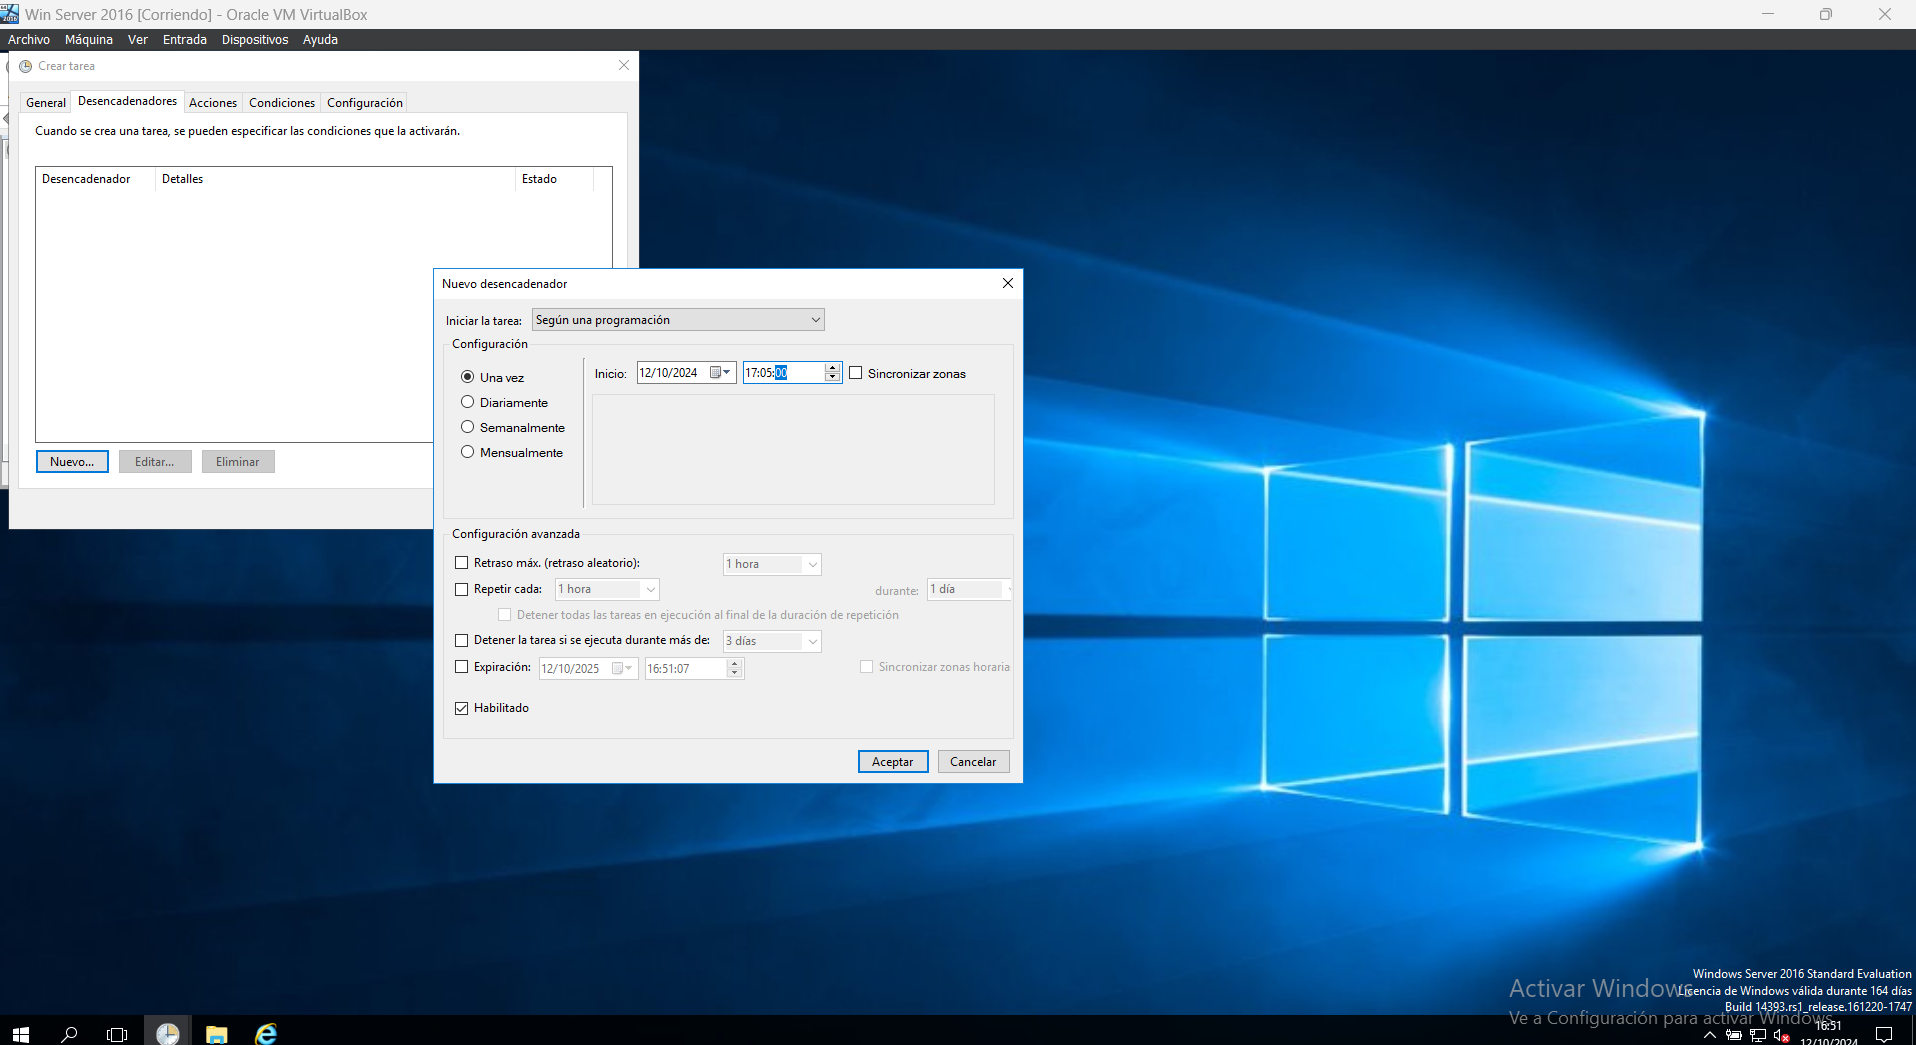 Win Server 2016 [Corriendo] - Oracle VM VirtualBox
Archivo Máquina Ver Entrada Dispositivos Ayuda
Crear tarea
General Desencadenadores Acciones Condiciones Configuración
Cuando se crea una tarea, se pueden especificar las condiciones que la activarán.
Desencadenador Detalles Estado
Nuevo... Editar... Eliminar
Nuevo desencadenador
Iniciar la tarea: Según una programación
Configuración
Una vez
Diariamente
Semanalmente
Mensualmente
Inicio: 12/10/2024 17:05:00 Sincronizar zonas
Configuración avanzada
Retraso máx. (retraso aleatorio): 1 hora
Repetir cada: 1 hora durante: 1 día
Detener todas las tareas en ejecución al final de la duración de repetición
Detener la tarea si se ejecuta durante más de: 3 días
Expiración: 12/10/2025 16:51:07 Sincronizar zonas horaria
Habilitado
Aceptar Cancelar
Windows Server 2016 Standard Evaluation
Activar Windows
Licencia de Windows válida durante 164 días
Build 14393.rs1_release.161220-1747
Ve a Configuración para activar Windows.
16:51
12/10/2024